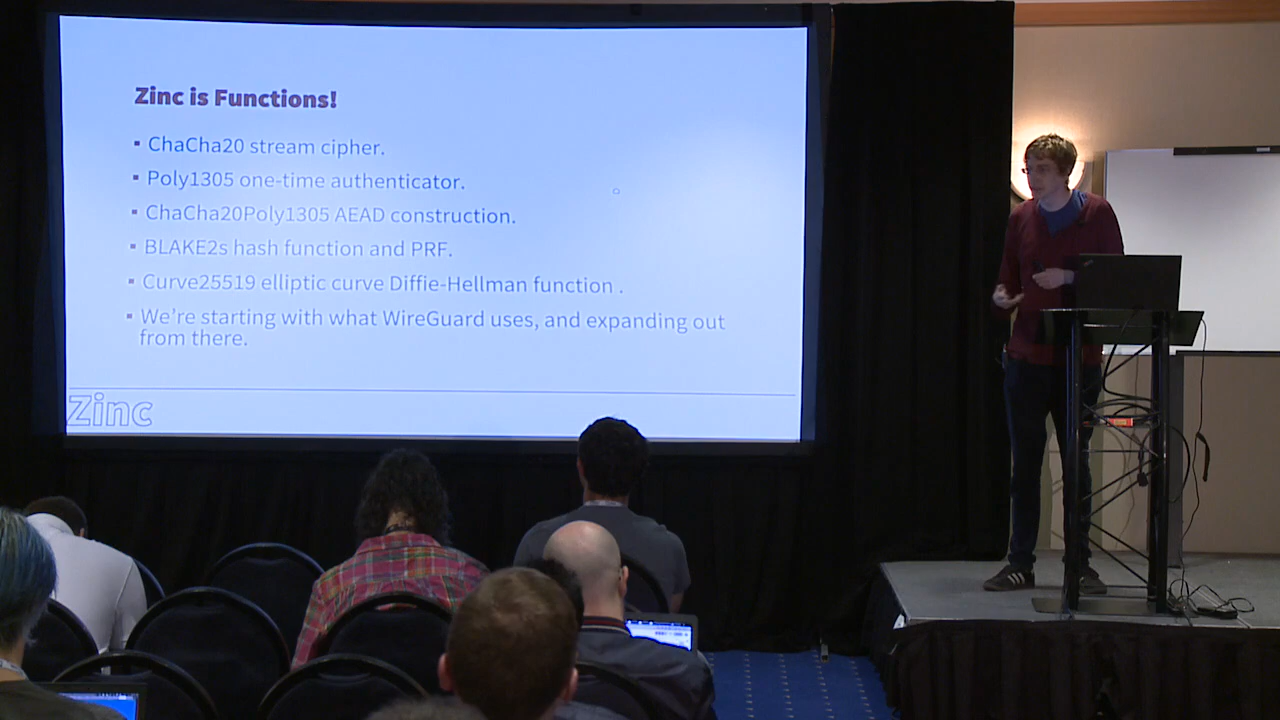 Zinc is Functions!
ChaCha20 stream cipher.
Poly1305 one-time authenticator.
ChaCha20Poly1305 AEAD construction.
BLAKE2s hash function and PRF.
Curve25519 elliptic curve Diffie-Hellman function .
We're starting with what WireGuard uses, and expanding out
from there.
Zinc